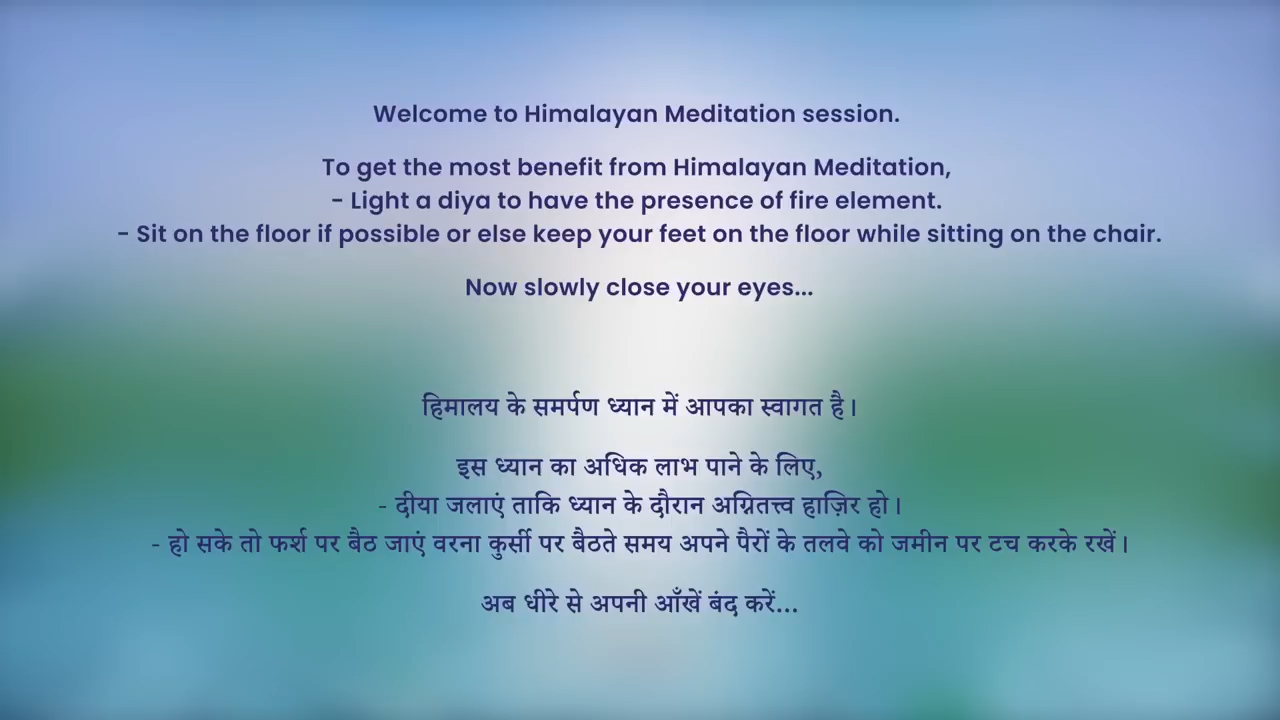 Welcome to Himalayan Meditation session.
To get the most benefit from Himalayan Meditation,
- Light a diya to have the presence of fire element.
- Sit on the floor if possible or else keep your feet on the floor while sitting on the chair.
Now slowly close your eyes...
हिमालय के समर्पण ध्यान में आपका स्वागत है।
इस ध्यान का अधिक लाभ पाने के लिए,
- दीया जलाएं ताकि ध्यान के दौरान अग्नितत्त्व हाज़िर हो।
- हो सके तो फर्श पर बैठ जाएं वरना कुर्सी पर बैठते समय अपने पैरों के तलवे को जमीन पर टच करके रखें।
अब धीरे से अपनी आँखें बंद करें...